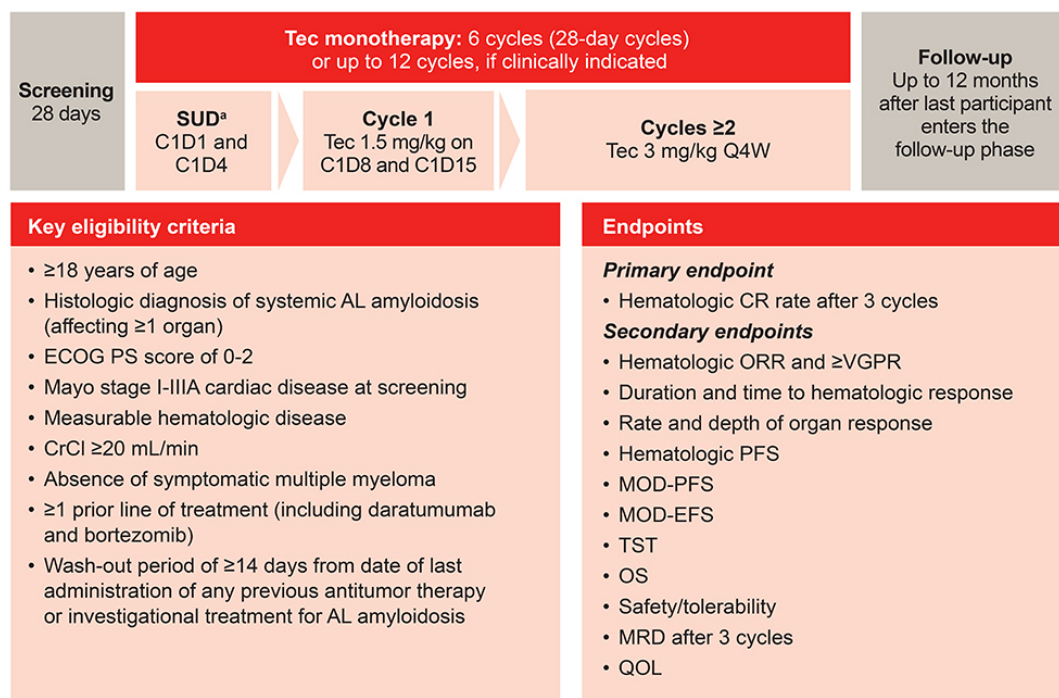 Screening
28 days
Tec monotherapy: 6 cycles (28-day cycles)
or up to 12 cycles, if clinically indicated
SUDª
C1D1 and
C1D4
Cycle 1
Tec 1.5 mg/kg on
C1D8 and C1D15
Cycles ≥2
Tec 3 mg/kg Q4W
Follow-up
Up to 12 months
after last participant
enters the
follow-up phase
Key eligibility criteria
• ≥18 years of age
• Histologic diagnosis of systemic AL amyloidosis
(affecting ≥1 organ)
• ECOG PS score of 0-2
• Mayo stage I-IIIA cardiac disease at screening
• Measurable hematologic disease
• CrCl ≥20 mL/min
• Absence of symptomatic multiple myeloma
• ≥1 prior line of treatment (including daratumumab
and bortezomib)
• Wash-out period of ≥14 days from date of last
administration of any previous antitumor therapy
or investigational treatment for AL amyloidosis
Endpoints
Primary endpoint
• Hematologic CR rate after 3 cycles
Secondary endpoints
• Hematologic ORR and ≥VGPR
• Duration and time to hematologic response
• Rate and depth of organ response
• Hematologic PFS
• MOD-PFS
• MOD-EFS
• TST
• OS
• Safety/tolerability
• MRD after 3 cycles
• QOL